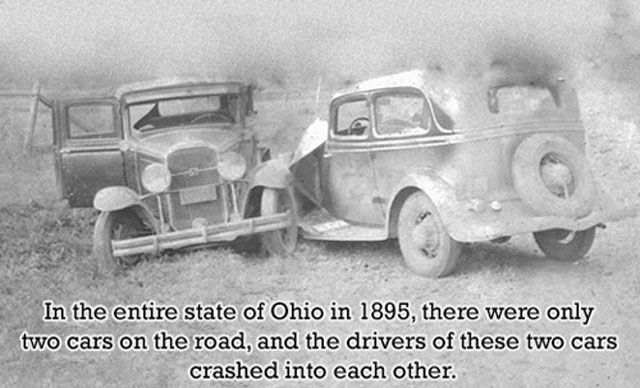 In the entire state of Ohio in 1895, there were only
two cars on the road, and the drivers of these two cars
crashed into each other.